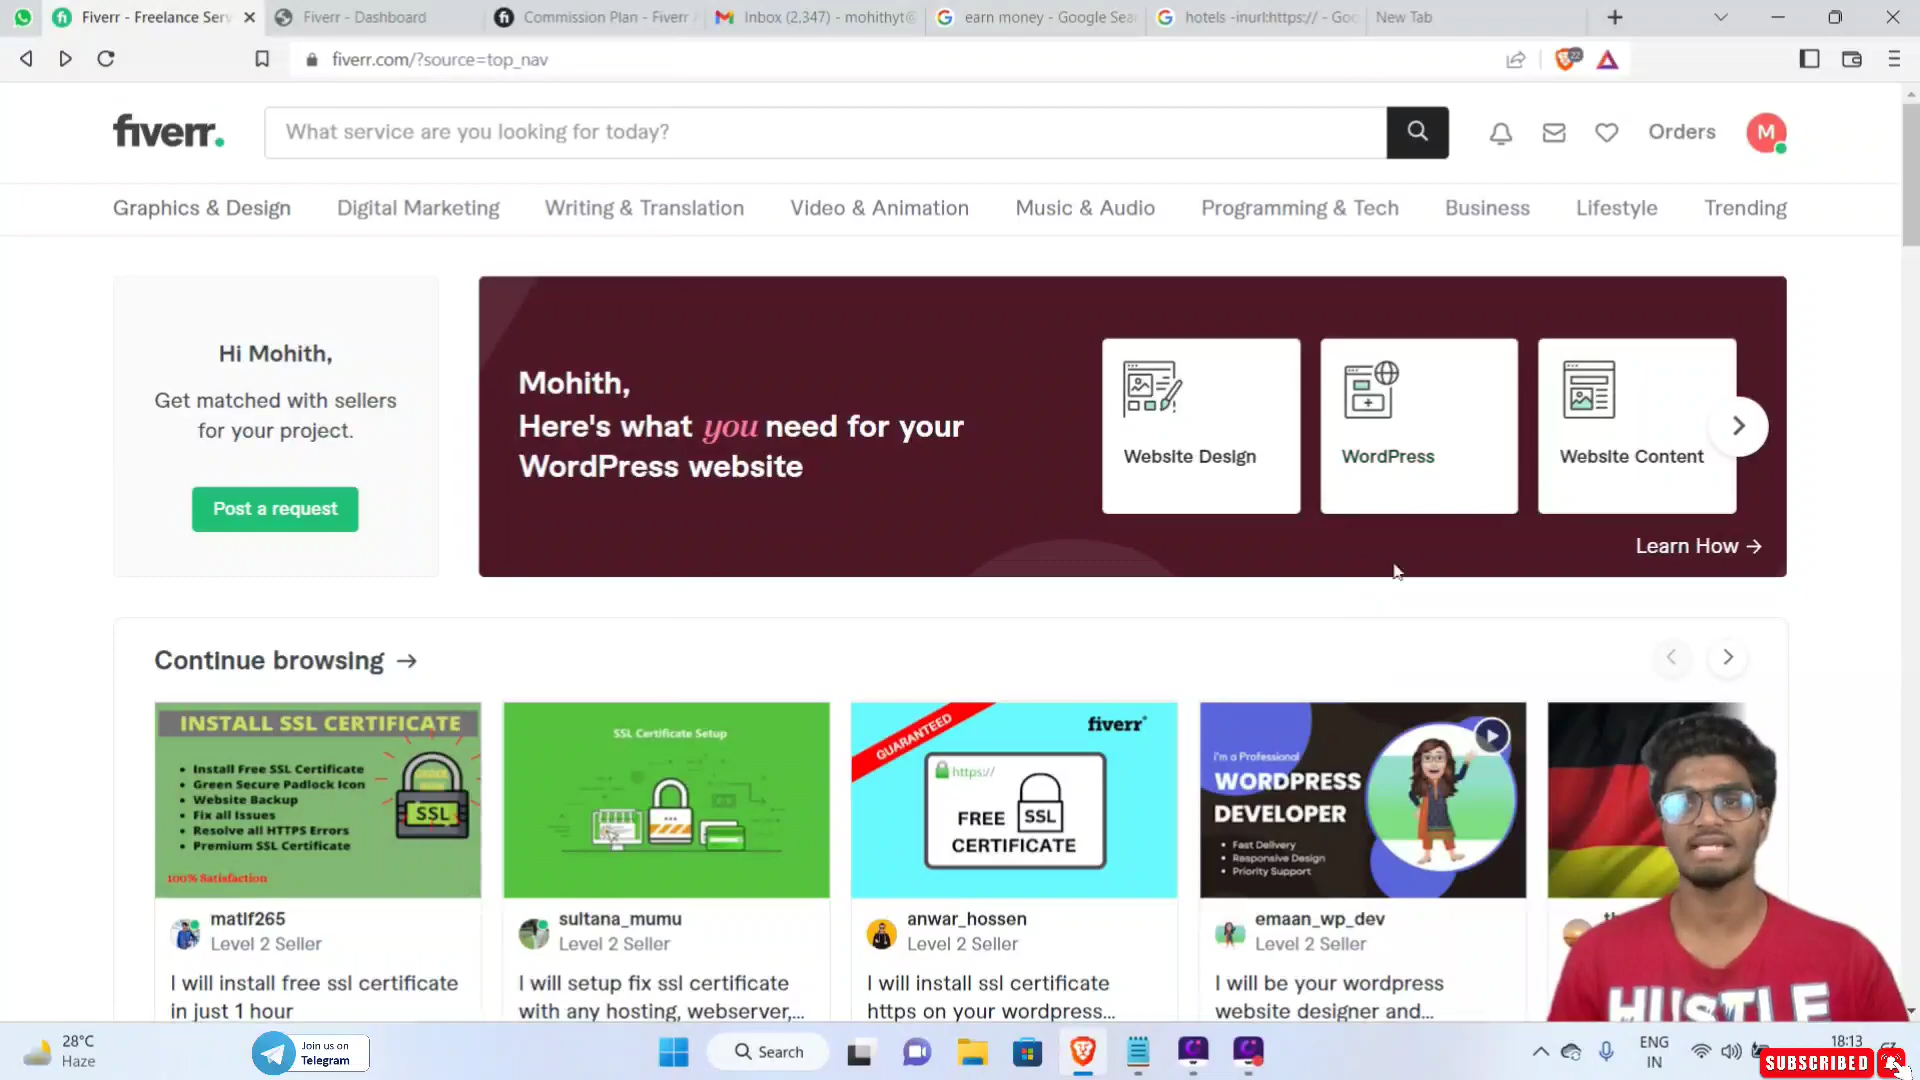 Fiverr - Freelance Serv
Fiverr - Dashboard
Commission Plan - Fiverr
Inbox (2,347) - mohithyt@
earn money - Google Sea
hotels -inurl:https:// - Goo
New Tab
fiverr.com/?source=top_nav
22
fiverr.
What service are you looking for today?
Orders
M
Graphics & Design
Digital Marketing
Writing & Translation
Video & Animation
Music & Audio
Programming & Tech
Business
Lifestyle
Trending
Hi Mohith,
Get matched with sellers
for your project.
Post a request
Mohith,
Here's what you need for your
WordPress website
Website Design
WordPress
Website Content
Learn How →
Continue browsing →
INSTALL SSL CERTIFICATE
• Install Free SSL Certificate
• Green Secure Padlock Icon
• Website Backup
• Fix all Issues
• Resolve all HTTPS Errors
• Premium SSL Certificate
SSL
100% Satisfaction
SSL Certificate Setup
GUARANTEED
fiverr
https://
FREE SSL
CERTIFICATE
i'm a Professional
WORDPRESS
DEVELOPER
• Fast Delivery
• Responsive Design
• Priority Support
matlf265
Level 2 Seller
I will install free ssl certificate
in just 1 hour
sultana_mumu
Level 2 Seller
I will setup fix ssl certificate
with any hosting, webserver,...
anwar_hossen
Level 2 Seller
I will install ssl certificate
https on your wordpress...
emaan_wp_dev
Level 2 Seller
I will be your wordpress
website designer and...
HUSTLE
28°C
Haze
Join us on
Telegram
Search
ENG
IN
18:13
SUBSCRIBED